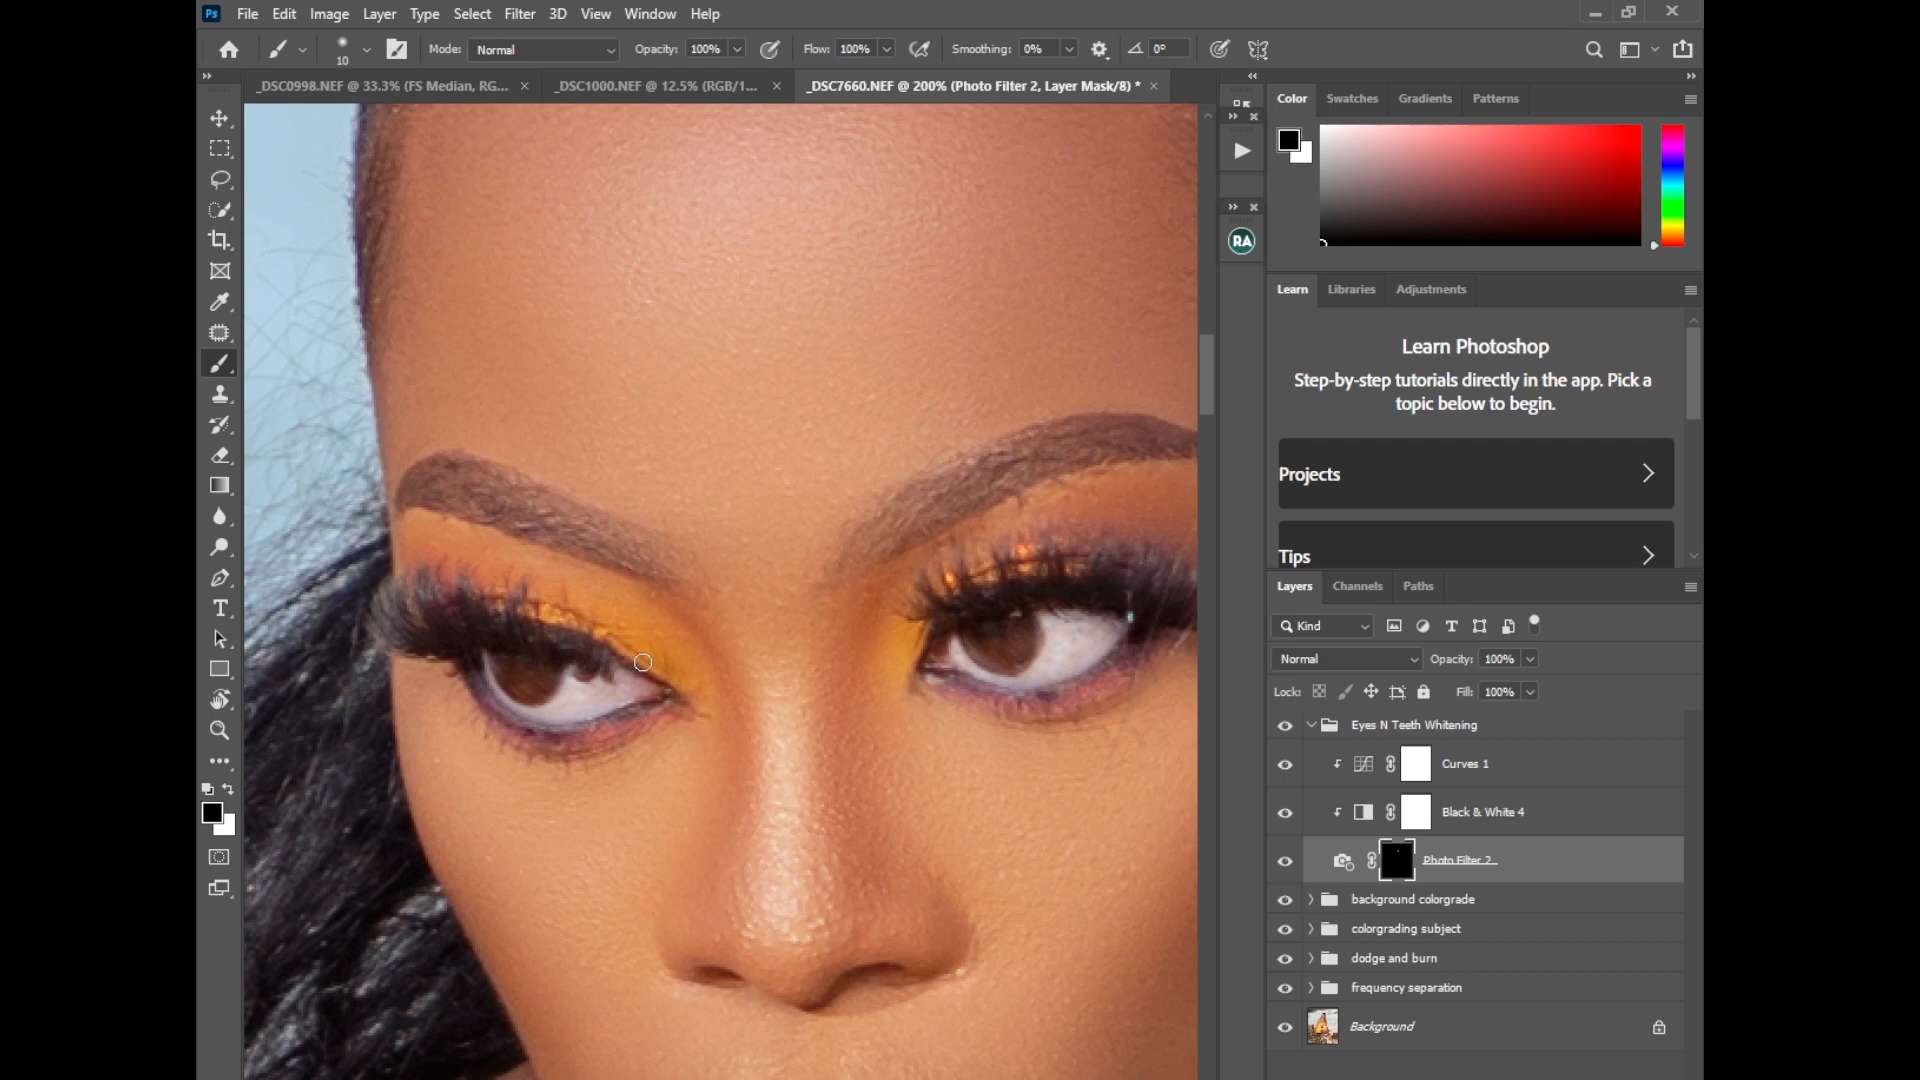 Ps File Edit Image Layer Type Select Filter 3D View Window Help
10 Mode: Normal Opacity: 100% Flow: 100% Smoothing: 0% 0°
_DSC0998.NEF @ 33.3% (FS Median, RG... × _DSC1000.NEF @ 12.5% (RGB/1... × _DSC7660.NEF @ 200% (Photo Filter 2, Layer Mask/8) * ×
Color Swatches Gradients Patterns
RA
Learn Libraries Adjustments
Learn Photoshop
Step-by-step tutorials directly in the app. Pick a
topic below to begin.
Projects
Tips
Layers Channels Paths
Kind
Normal Opacity: 100%
Lock: Fill: 100%
Eyes N Teeth Whitening
Curves 1
Black & White 4
Photo Filter 2
background colorgrade
colorgrading subject
dodge and burn
frequency separation
Background